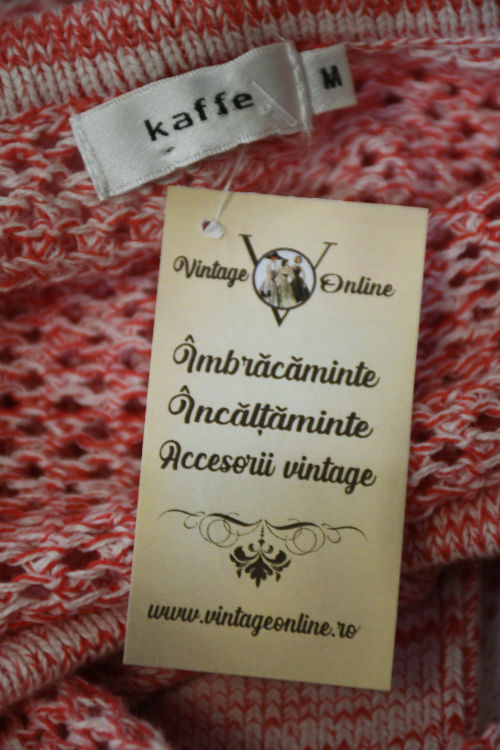 kaffe
M
Vintage Online
Îmbrăcăminte
Încălțăminte
Accesorii vintage
www.vintageonline.ro